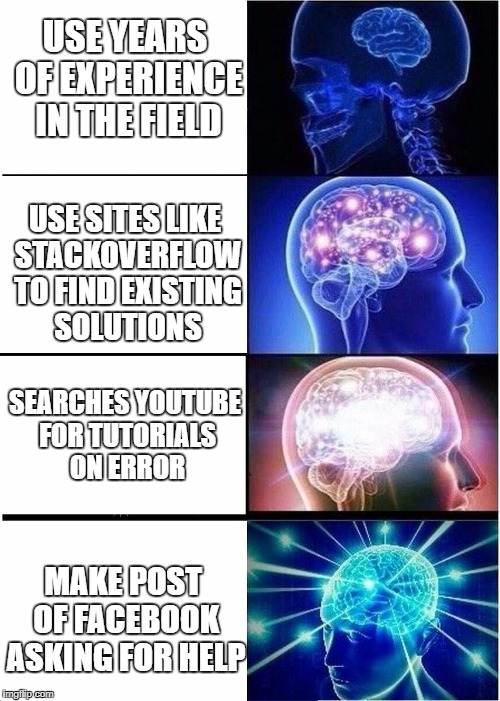 USE YEARS
OF EXPERIENCE
IN THE FIELD
USE SITES LIKE
STACKOVERFLOW
TO FIND EXISTING
SOLUTIONS
SEARCHES YOUTUBE
FOR TUTORIALS
ON ERROR
MAKE POST
OF FACEBOOK
ASKING FOR HELP
imgflip.com